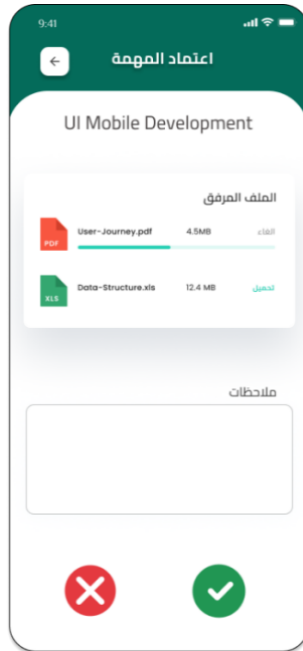 9:41
اعتماد المهمة
UI Mobile Development
الملف المرفق
PDF User-Journey.pdf 4.5MB الغاء
XLS Data-Structure.xls 12.4 MB تحميل
ملاحظات